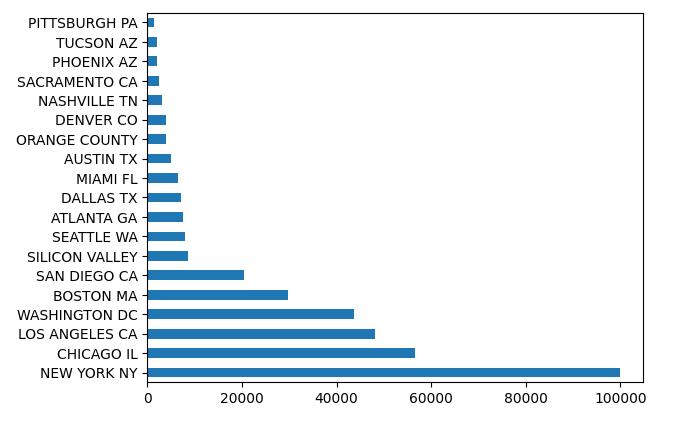 PITTSBURGH PA
TUCSON AZ
PHOENIX AZ
SACRAMENTO CA
NASHVILLE TN
DENVER CO
ORANGE COUNTY
AUSTIN TX
MIAMI FL
DALLAS TX
ATLANTA GA
SEATTLE WA
SILICON VALLEY
SAN DIEGO CA
BOSTON MA
WASHINGTON DC
LOS ANGELES CA
CHICAGO IL
NEW YORK NY
0 20000 40000 60000 80000 100000